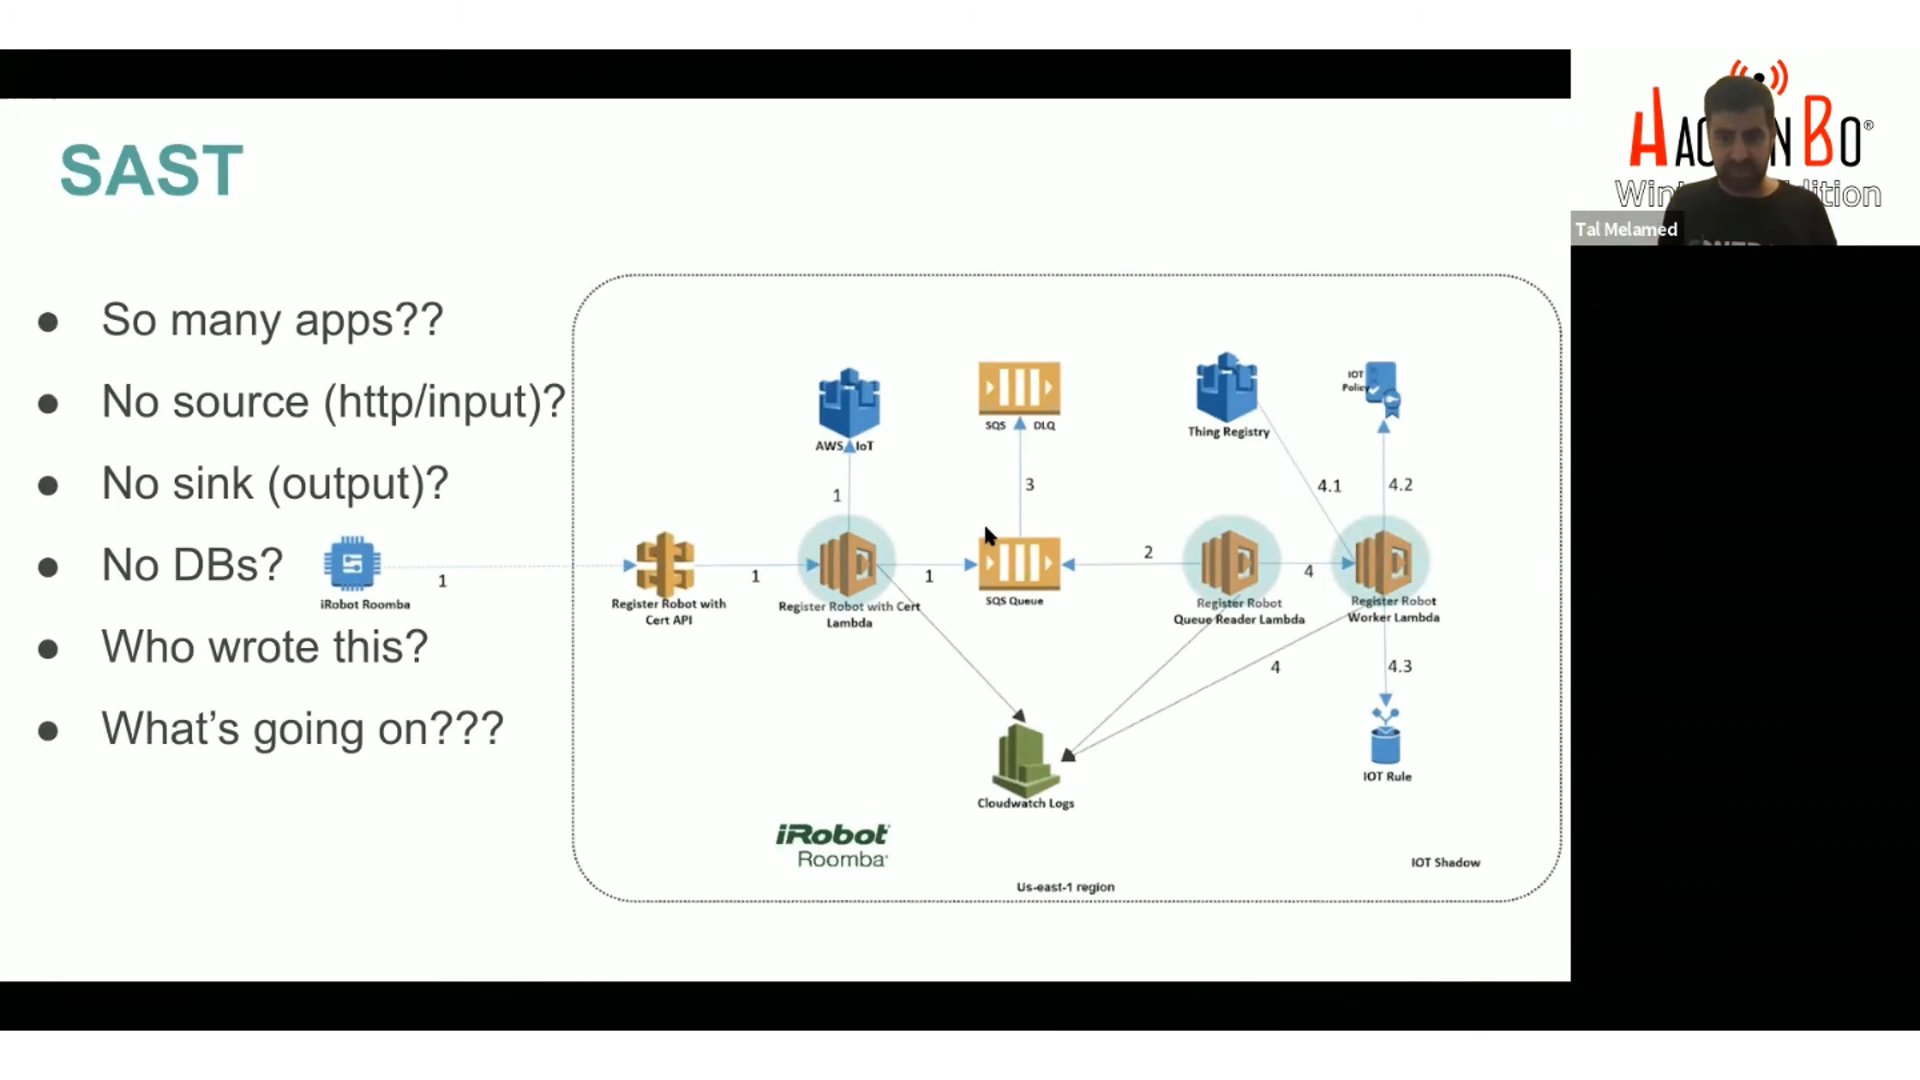 SAST
So many apps??
No source (http/input)?
No sink (output)?
No DBs?
Who wrote this?
What's going on???
iRobot Roomba
1
Register Robot with
Cert API
1
AWS IoT
1
Register Robot with Cert
Lambda
1
SQS DLQ
3
SQS Queue
2
Thing Registry
Register Robot
Queue Reader Lambda
4
4.1
IOT
Policy
4.2
Register Robot
Worker Lambda
4
4.3
IOT Rule
Cloudwatch Logs
iRobot
Roomba
IOT Shadow
Us-east-1 region
Tal Melamed